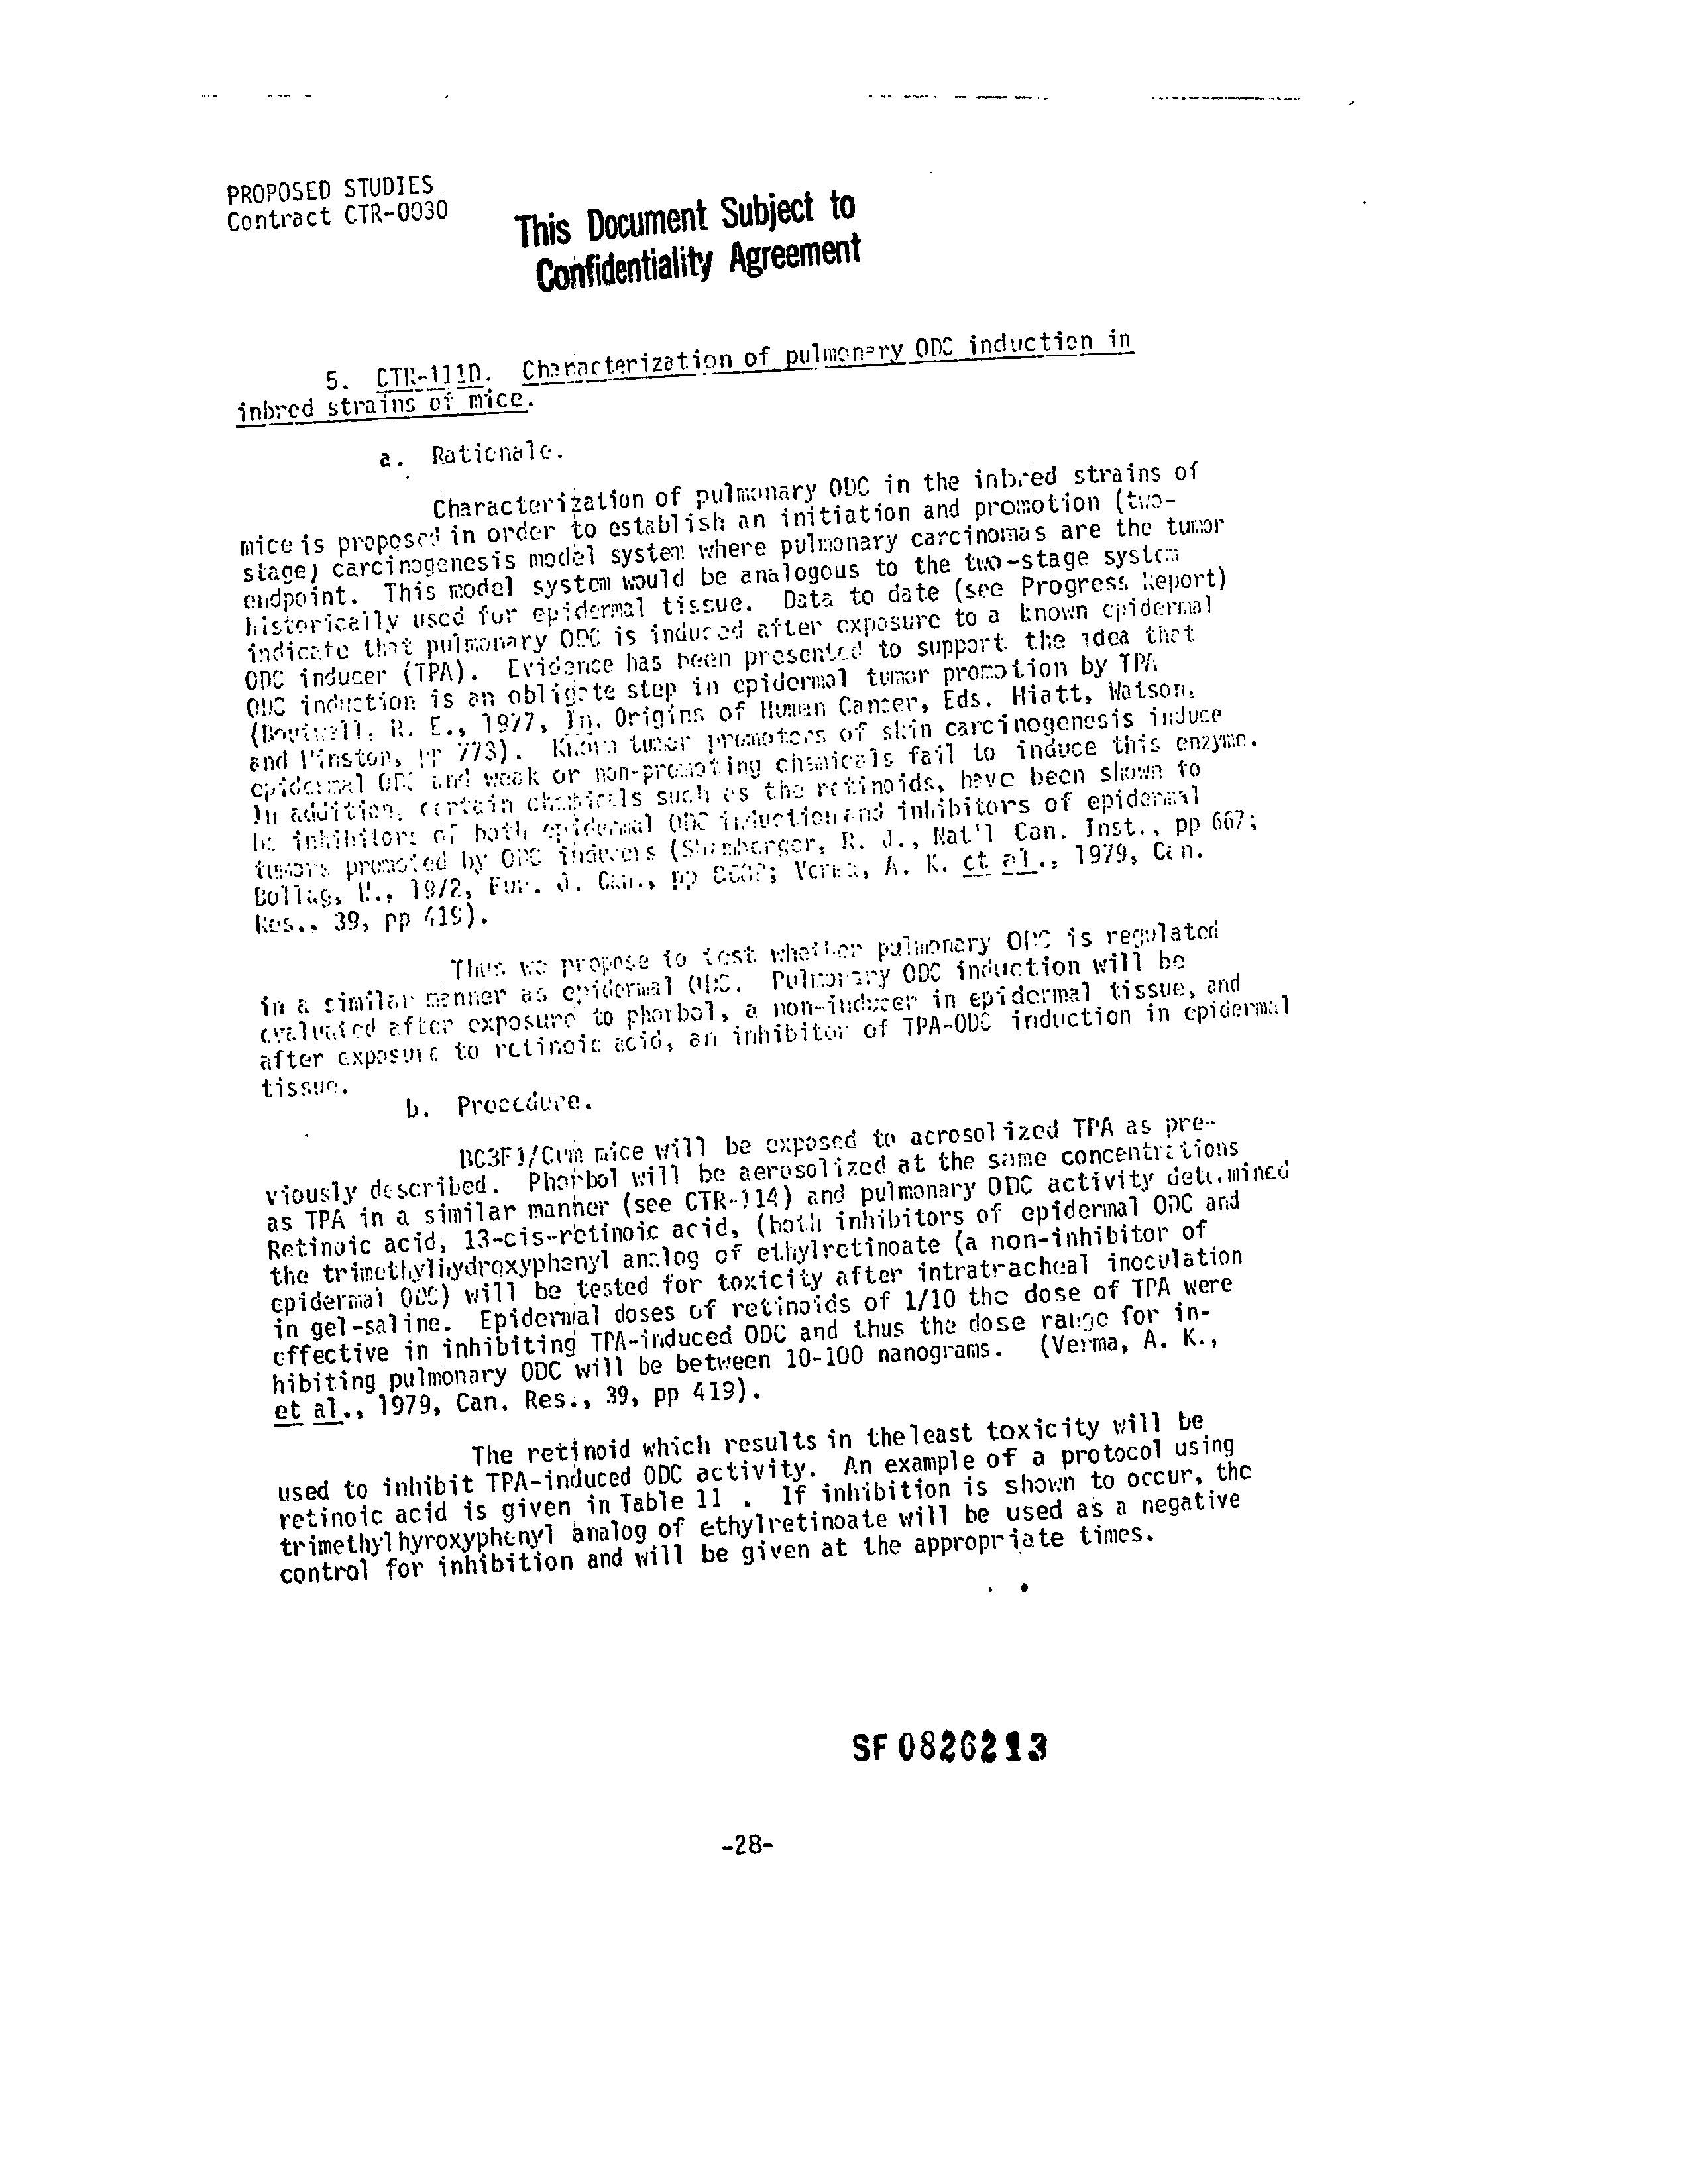 PROPOSED STUDIES
Contract CTR-0030
This Document Subject to
Confidentiality Agreement
5. CTR-111D. Characterization of pulmonary ODC induction in
inbred strains of mice.
a. Rationale.
Characterization of pulmonary ODC in the inbred strains of
mice is proposed in order to establish an initiation and promotion (two-
stage) carcinogenesis model system where pulmonary carcinomas are the tumor
endpoint. This model system would be analogous to the two-stage system
historically used for epidermal tissue. Data to date (see Progress Report)
indicate that pulmonary ODC is induced after exposure to a known epidermal
ODC inducer (TPA). Evidence has been presented to support the idea that
ODC induction is an obligate step in epidermal tumor promotion by TPA
(Boutwell, R. E., 1977, In. Origins of Human Cancer, Eds. Hiatt, Watson,
and Winston, pp 773). Known tumor promoters of skin carcinogenesis induce
epidermal ODC and weak or non-promoting chemicals fail to induce this enzyme.
In addition, certain chemicals such as the retinoids, have been shown to
be inhibitors of both epidermal ODC induction and inhibitors of epidermal
tumors promoted by ODC inducers (Shamberger, R. J., Nat'l Can. Inst., pp 667;
Bollag, W., 1972, Eur. J. Can., pp Verma, A. K. et al., 1979, Can.
Res., 39, pp 419).
Thus we propose to test whether pulmonary ODC is regulated
in a similar manner as epidermal ODC. Pulmonary ODC induction will be
evaluated after exposure to phorbol, a non-inducer in epidermal tissue, and
after exposure to retinoic acid, an inhibitor of TPA-ODC induction in epidermal
tissue.
b. Procedure.
BC3F1/Cum mice will be exposed to aerosolized TPA as pre-
viously described. Phorbol will be aerosolized at the same concentrations
as TPA in a similar manner (see CTR-114) and pulmonary ODC activity determined
Retinoic acid, 13-cis-retinoic acid, (both inhibitors of epidermal ODC and
the trimethylhydroxyphenyl analog of ethylretinoate (a non-inhibitor of
epidermal ODC) will be tested for toxicity after intratracheal inoculation
in gel-saline. Epidermal doses of retinoids of 1/10 the dose of TPA were
effective in inhibiting TPA-induced ODC and thus the dose range for in-
hibiting pulmonary ODC will be between 10-100 nanograms. (Verma, A. K.,
et al., 1979, Can. Res., 39, pp 419).
The retinoid which results in the least toxicity will be
used to inhibit TPA-induced ODC activity. An example of a protocol using
retinoic acid is given in Table 11 . If inhibition is shown to occur, the
trimethylhyroxyphenyl analog of ethylretinoate will be used as a negative
control for inhibition and will be given at the appropriate times.
SF 0826213
-28-